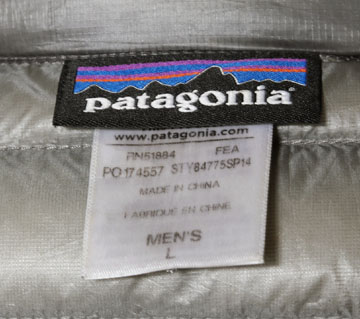 patagonia
www.patagonia.com
RN51884 FEA
PO174557 STY84775SP14
MADE IN CHINA
FABRIQUE EN CHINE
MEN'S
L